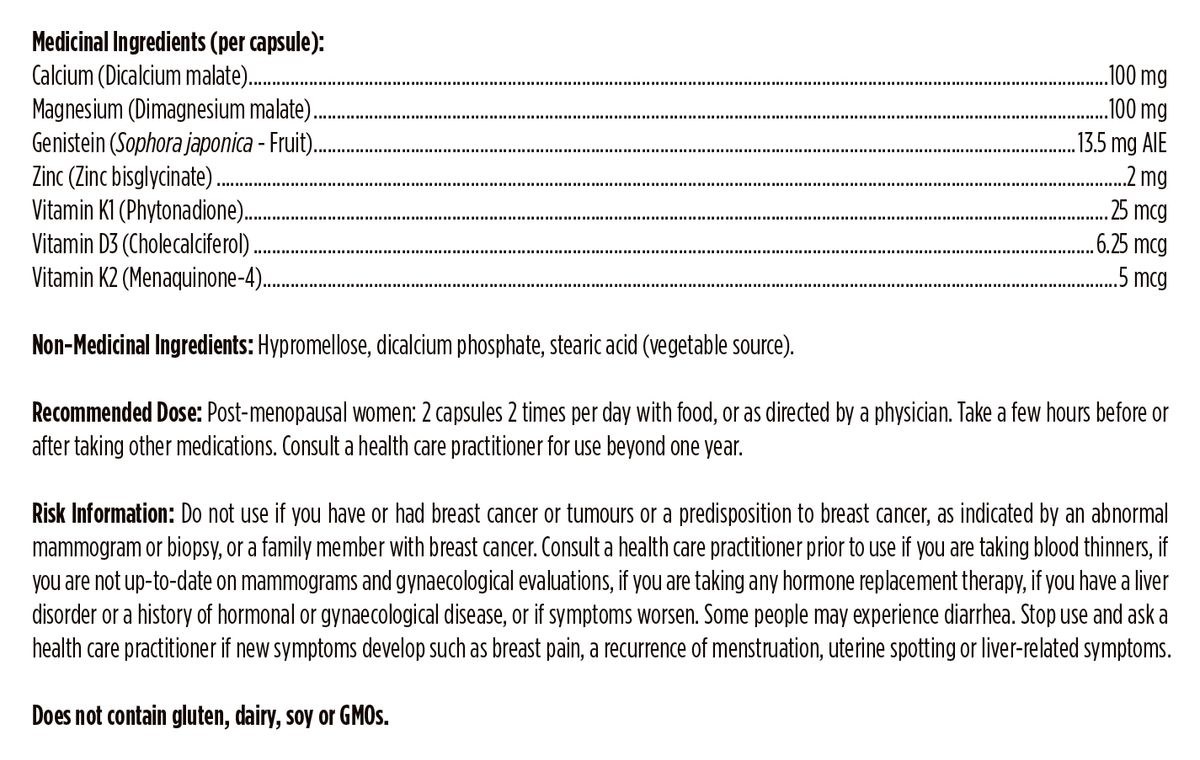 Medicinal Ingredients (per capsule):
Calcium (Dicalcium malate)....................100 mg
Magnesium (Dimagnesium malate)....................100 mg
Genistein (Sophora japonica - Fruit)....................13.5 mg AIE
Zinc (Zinc bisglycinate) ....................2 mg
Vitamin K1 (Phytonadione)....................25 mcg
Vitamin D3 (Cholecalciferol) ....................6.25 mcg
Vitamin K2 (Menaquinone-4)....................5 mcg
Non-Medicinal Ingredients: Hypromellose, dicalcium phosphate, stearic acid (vegetable source).
Recommended Dose: Post-menopausal women: 2 capsules 2 times per day with food, or as directed by a physician. Take a few hours before or
after taking other medications. Consult a health care practitioner for use beyond one year.
Risk Information: Do not use if you have or had breast cancer or tumours or a predisposition to breast cancer, as indicated by an abnormal
mammogram or biopsy, or a family member with breast cancer. Consult a health care practitioner prior to use if you are taking blood thinners, if
you are not up-to-date on mammograms and gynaecological evaluations, if you are taking any hormone replacement therapy, if you have a liver
disorder or a history of hormonal or gynaecological disease, or if symptoms worsen. Some people may experience diarrhea. Stop use and ask a
health care practitioner if new symptoms develop such as breast pain, a recurrence of menstruation, uterine spotting or liver-related symptoms.
Does not contain gluten, dairy, soy or GMOs.